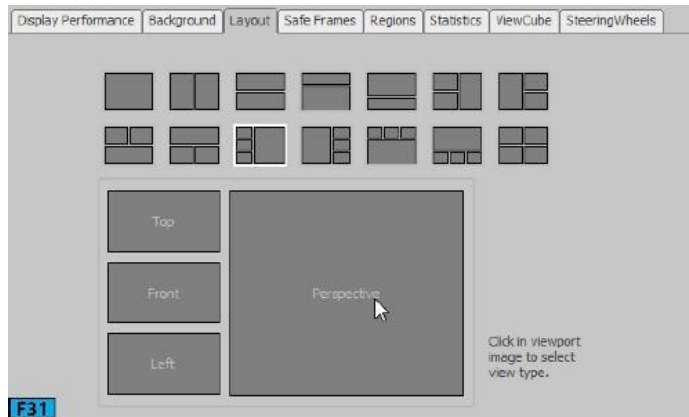 Display Performance Background Layout Safe Frames Regions Statistics ViewCube SteeringWheels
Top
Front
Perspective
Left
Click in viewport
image to select
view type.
F31